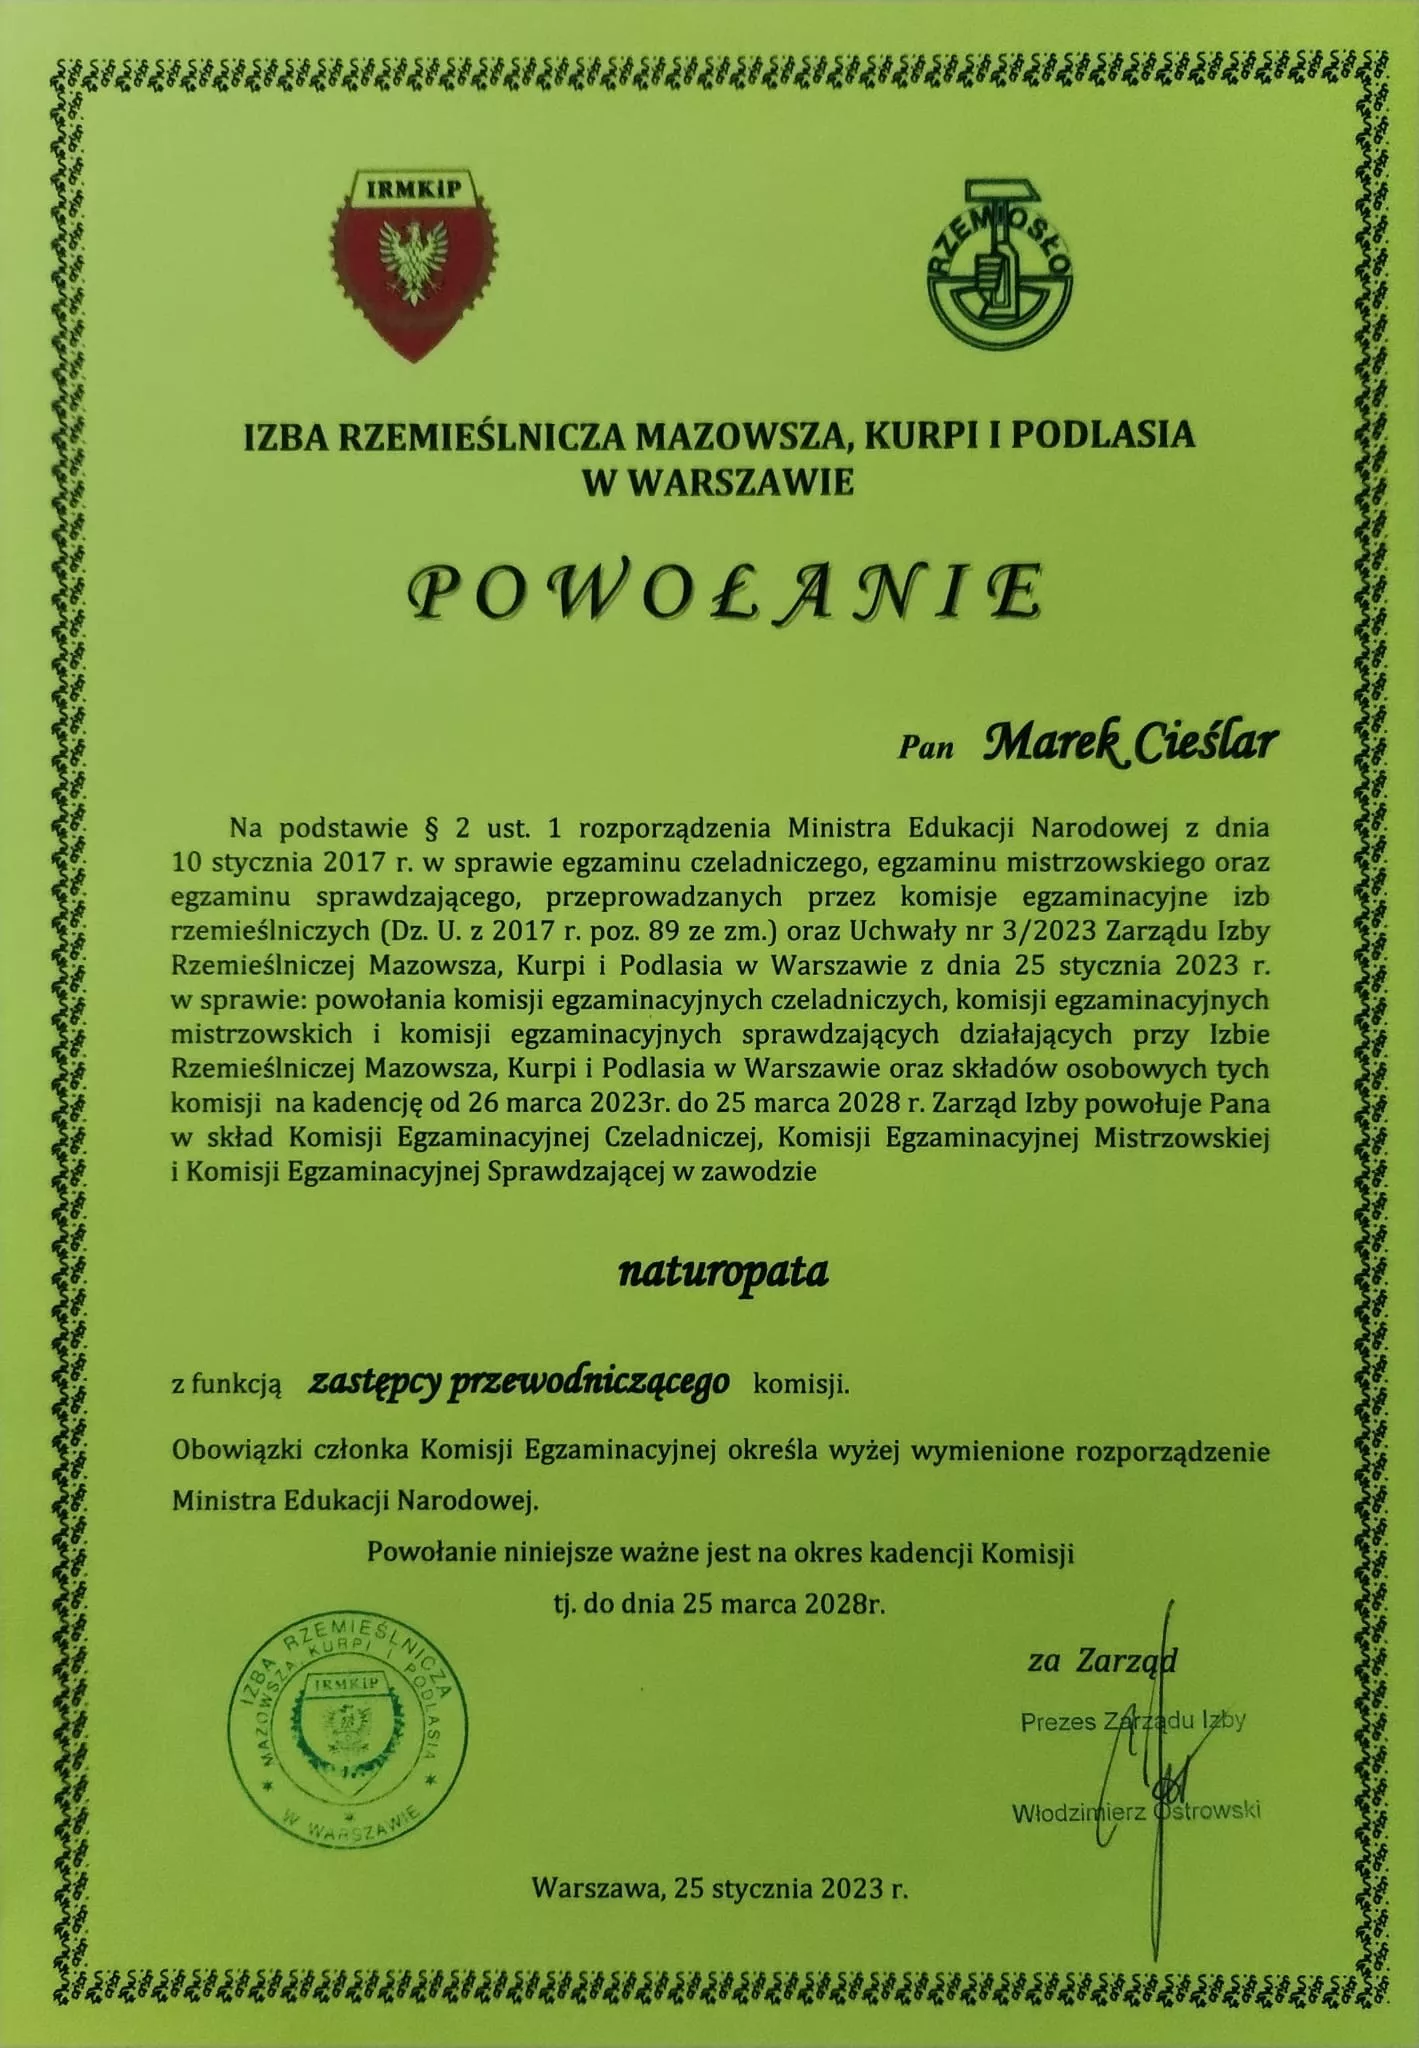 IRMKiP
RZEMIOSŁO
IZBA RZEMIEŚLNICZA MAZOWSZA, KURPI I PODLASIA
W WARSZAWIE
POWOŁANIE
Pan Marek Cieślar
Na podstawie § 2 ust. 1 rozporządzenia Ministra Edukacji Narodowej z dnia
10 stycznia 2017 r. w sprawie egzaminu czeladniczego, egzaminu mistrzowskiego oraz
egzaminu sprawdzającego, przeprowadzanych przez komisje egzaminacyjne izb
rzemieślniczych (Dz. U. z 2017 r. poz. 89 ze zm.) oraz Uchwały nr 3/2023 Zarządu Izby
Rzemieślniczej Mazowsza, Kurpi i Podlasia w Warszawie z dnia 25 stycznia 2023 r.
w sprawie: powołania komisji egzaminacyjnych czeladniczych, komisji egzaminacyjnych
mistrzowskich i komisji egzaminacyjnych sprawdzających działających przy Izbie
Rzemieślniczej Mazowsza, Kurpi i Podlasia w Warszawie oraz składów osobowych tych
komisji na kadencję od 26 marca 2023r. do 25 marca 2028 r. Zarząd Izby powołuje Pana
w skład Komisji Egzaminacyjnej Czeladniczej, Komisji Egzaminacyjnej Mistrzowskiej
i Komisji Egzaminacyjnej Sprawdzającej w zawodzie
naturopata
z funkcją zastępcy przewodniczącego komisji.
Obowiązki członka Komisji Egzaminacyjnej określa wyżej wymienione rozporządzenie
Ministra Edukacji Narodowej.
Powołanie niniejsze ważne jest na okres kadencji Komisji
tj. do dnia 25 marca 2028r.
IZBA RZEMIEŚLNICZA
MAZOWSZA, KURPI I PODLASIA
IRMKiP
W WARSZAWIE
za Zarząd
Prezes Zarządu Izby
Włodzimierz Ostrowski
Warszawa, 25 stycznia 2023 r.